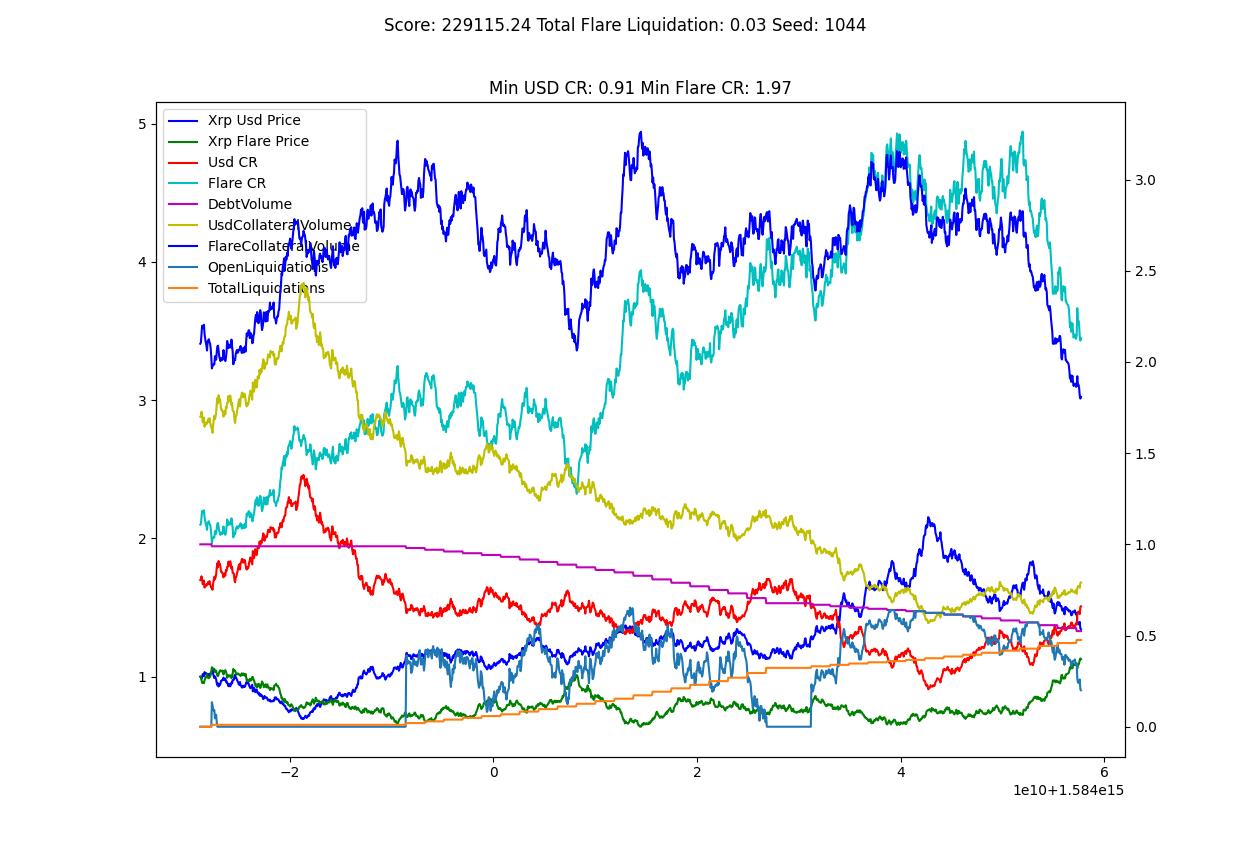 Score: 229115.24 Total Flare Liquidation: 0.03 Seed: 1044
Min USD CR: 0.91 Min Flare CR: 1.97
Xrp Usd Price
Xrp Flare Price
Usd CR
Flare CR
DebtVolume
UsdCollateralVolume
FlareCollateralVolume
OpenLiquidations
TotalLiquidations
5
4
3
2
1
3.0
2.5
2.0
1.5
1.0
0.5
0.0
−2
0
2
4
6
1e10+1.584e15